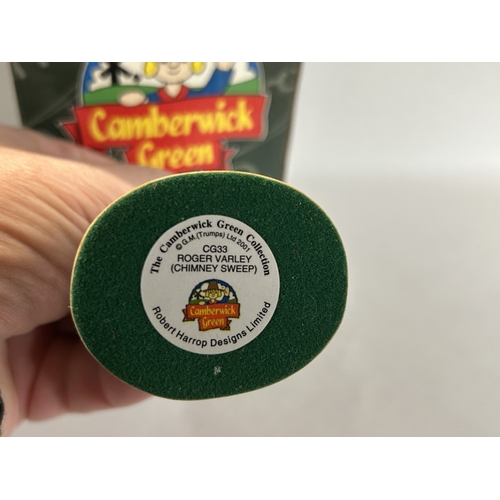 Camberwick
Green
The Camberwick Green Collection
© G.M.(Trumps) Ltd 2001
CG33
ROGER VARLEY
(CHIMNEY SWEEP)
Camberwick
Green
Robert Harrop Designs Limited